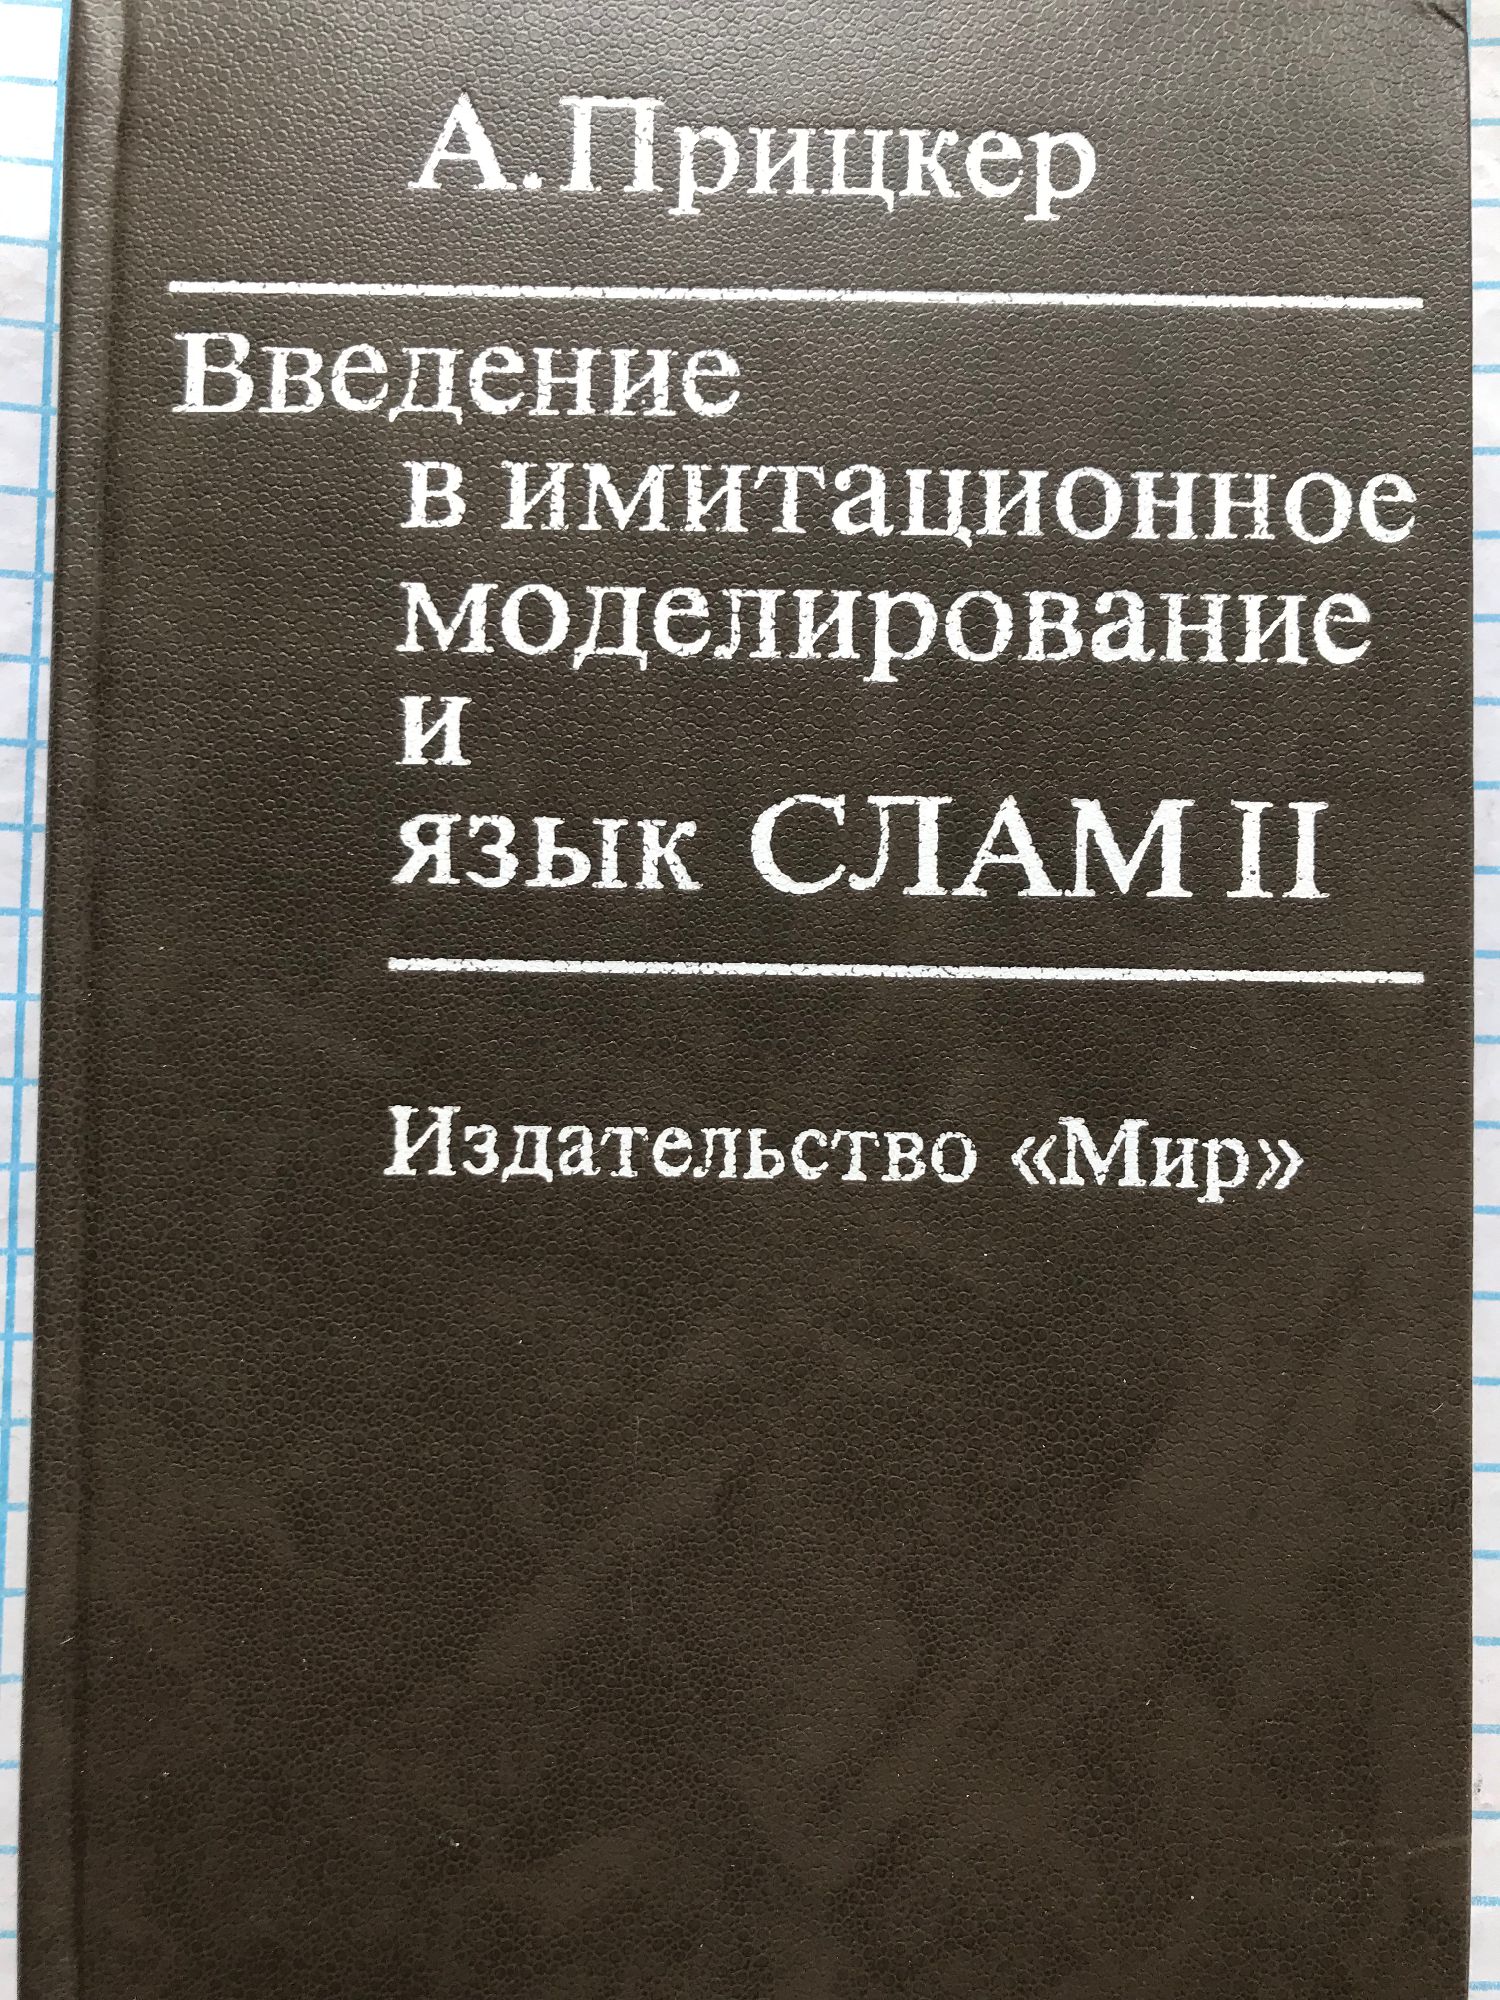 А. Прицкер
Введение
в имитационное
моделирование
и
язык СЛАМ II
Издательство «Мир»